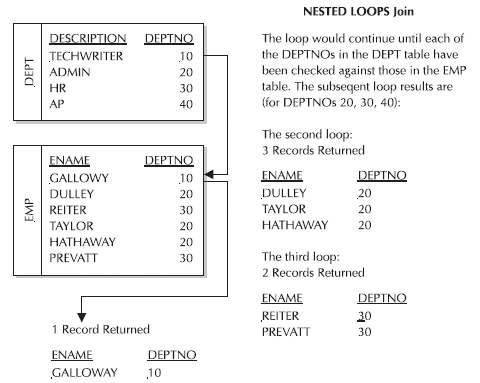 DEPT
DESCRIPTION DEPTNO
TECHWRITER 10
ADMIN 20
HR 30
AP 40
EMP
ENAME DEPTNO
GALLOWY 10
DULLEY 20
REITER 30
TAYLOR 20
HATHAWAY 20
PREVATT 30
1 Record Returned
ENAME DEPTNO
GALLOWAY 10
NESTED LOOPS Join
The loop would continue until each of
the DEPTNOs in the DEPT table have
been checked against those in the EMP
table. The subseqent loop results are
(for DEPTNOs 20, 30, 40):
The second loop:
3 Records Returned
ENAME DEPTNO
DULLEY 20
TAYLOR 20
HATHAWAY 20
The third loop:
2 Records Returned
ENAME DEPTNO
REITER 30
PREVATT 30